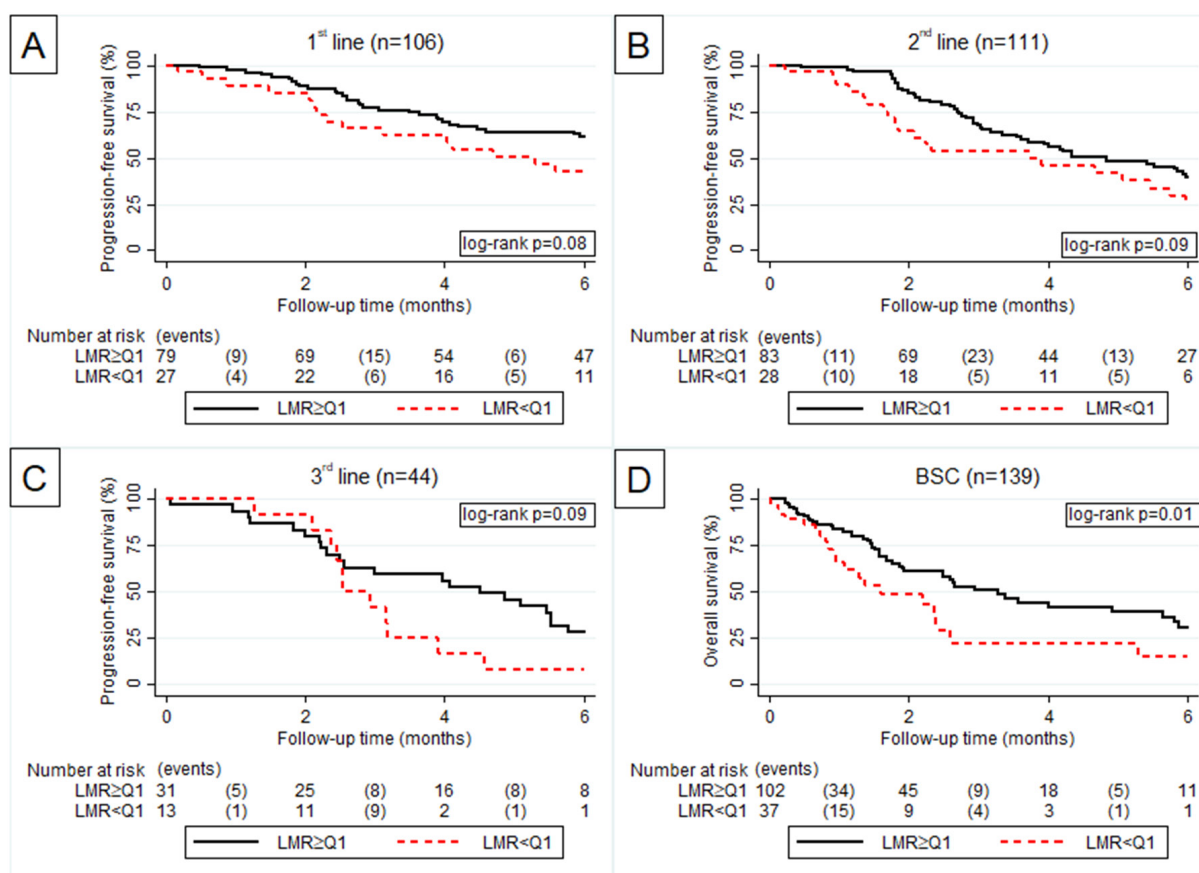 A
1st line (n=106)
Progression-free survival (%)
100
75
50
25
0
log-rank p=0.08
0 2 4 6
Follow-up time (months)
Number at risk (events)
LMR≥Q1 79 (9) 69 (15) 54 (6) 47
LMR<Q1 27 (4) 22 (6) 16 (5) 11
LMR≥Q1 LMR<Q1
B
2nd line (n=111)
Progression-free survival (%)
100
75
50
25
0
log-rank p=0.09
0 2 4 6
Follow-up time (months)
Number at risk (events)
LMR≥Q1 83 (11) 69 (23) 44 (13) 27
LMR<Q1 28 (10) 18 (5) 11 (5) 6
LMR≥Q1 LMR<Q1
C
3rd line (n=44)
Progression-free survival (%)
100
75
50
25
0
log-rank p=0.09
0 2 4 6
Follow-up time (months)
Number at risk (events)
LMR≥Q1 31 (5) 25 (8) 16 (8) 8
LMR<Q1 13 (1) 11 (9) 2 (1) 1
LMR≥Q1 LMR<Q1
D
BSC (n=139)
Overall survival (%)
100
75
50
25
0
log-rank p=0.01
0 2 4 6
Follow-up time (months)
Number at risk (events)
LMR≥Q1 102 (34) 45 (9) 18 (5) 11
LMR<Q1 37 (15) 9 (4) 3 (1) 1
LMR≥Q1 LMR<Q1